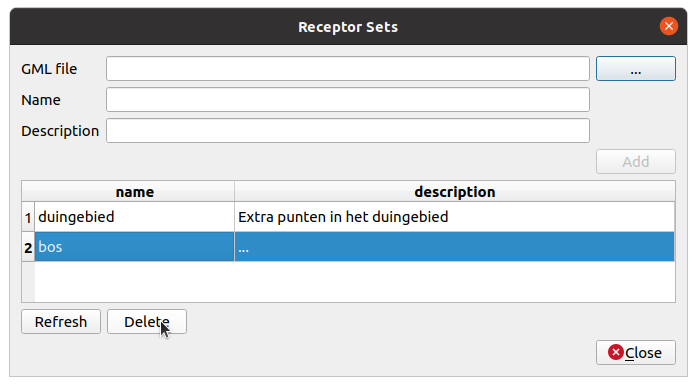 Receptor Sets
GML file ...
Name
Description
Add
name description
1 duingebied Extra punten in het duingebied
2 bos ...
Refresh Delete
Close